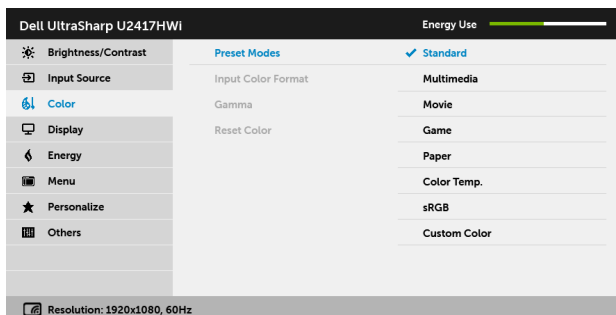 Dell UltraSharp U2417HWi
Energy Use
Brightness/Contrast
Preset Modes
Standard
Input Source
Input Color Format
Multimedia
Color
Gamma
Movie
Display
Reset Color
Game
Energy
Paper
Menu
Color Temp.
Personalize
sRGB
Others
Custom Color
Resolution: 1920x1080, 60Hz